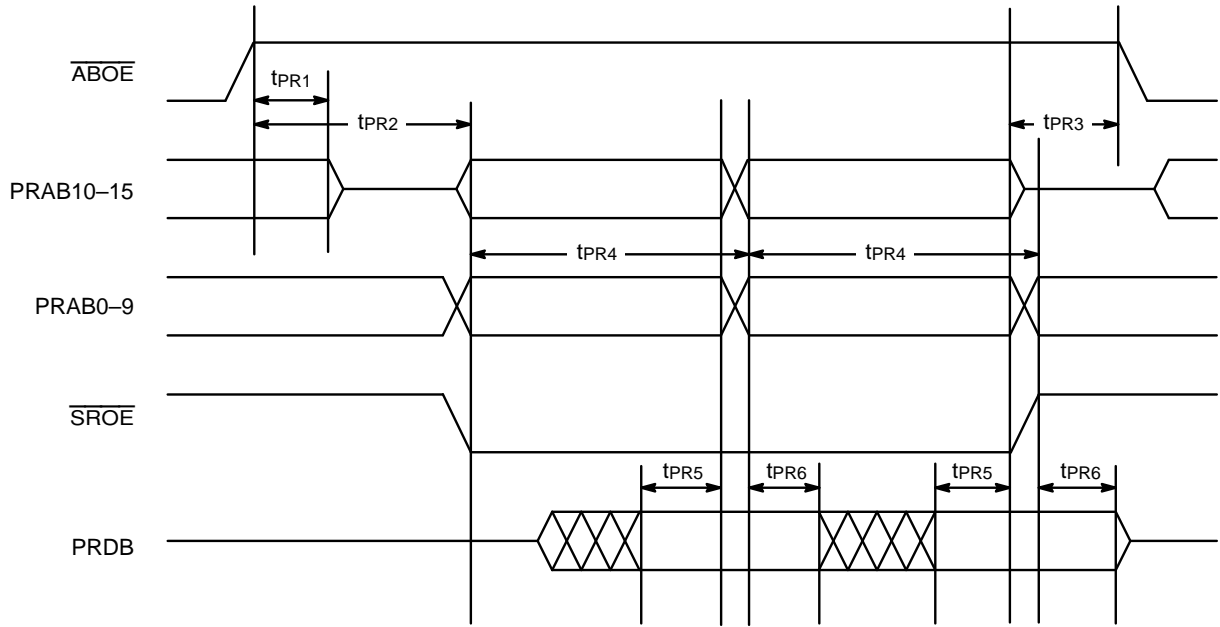 ABOE
tPR1
tPR2
tPR3
PRAB10–15
tPR4
tPR4
PRAB0–9
SROE
tPR5
tPR6
tPR5
tPR6
PRDB